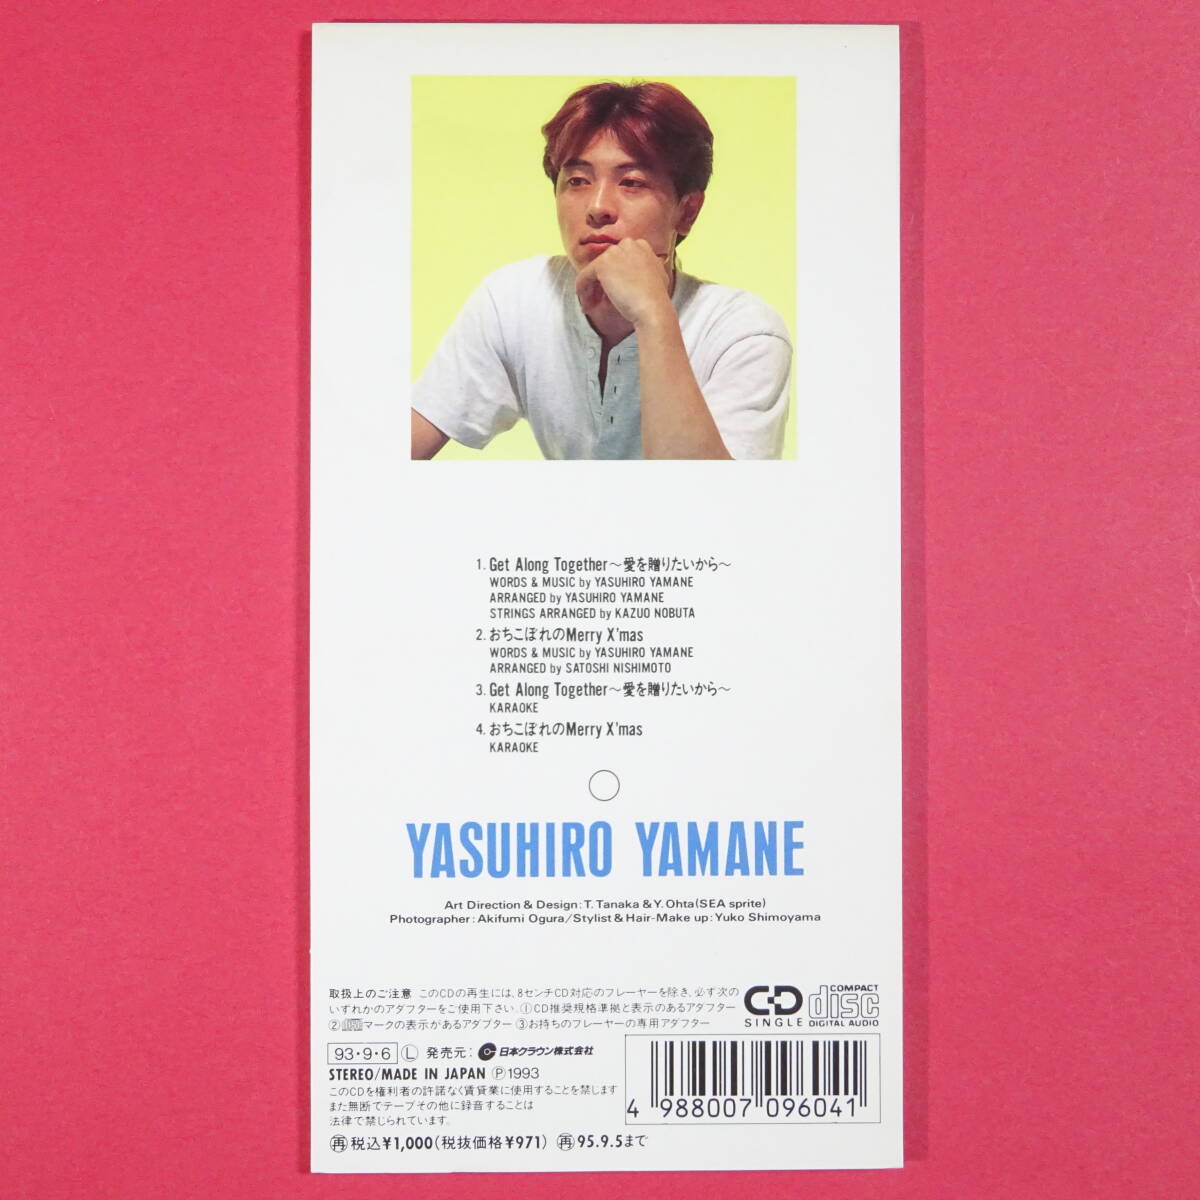 1. Get Along Together～愛を贈りたいから～
WORDS & MUSIC by YASUHIRO YAMANE
ARRANGED by YASUHIRO YAMANE
STRINGS ARRANGED by KAZUO NOBUTA
2. おちこぼれのMerry X'mas
WORDS & MUSIC by YASUHIRO YAMANE
ARRANGED by SATOSHI NISHIMOTO
3. Get Along Together～愛を贈りたいから～
KARAOKE
4. おちこぼれのMerry X'mas
KARAOKE
YASUHIRO YAMANE
Art Direction & Design: T. Tanaka & Y. Ohta (SEA sprite)
Photographer: Akifumi Ogura/Stylist & Hair-Make up: Yuko Shimoyama
取扱上のご注意 このCDの再生には、8センチCD対応のプレーヤーを除き、必ず次の
いずれかのアダプターをご使用下さい。①CD推奨規格準拠と表示のあるアダプター
②マークの表示があるアダプター ③お持ちのプレーヤーの専用アダプター
CD
SINGLE
COMPACT
disc
DIGITAL AUDIO
93・9・6 Ⓛ 発売元: 日本クラウン株式会社
STEREO/MADE IN JAPAN Ⓟ1993
このCDを権利者の許諾なく賃貸業に使用することを禁じます
また無断でテープその他に録音することは
法律で禁じられています。
㊢税込¥1,000(税抜価格¥971) 再95.9.5まで
4 988007 096041